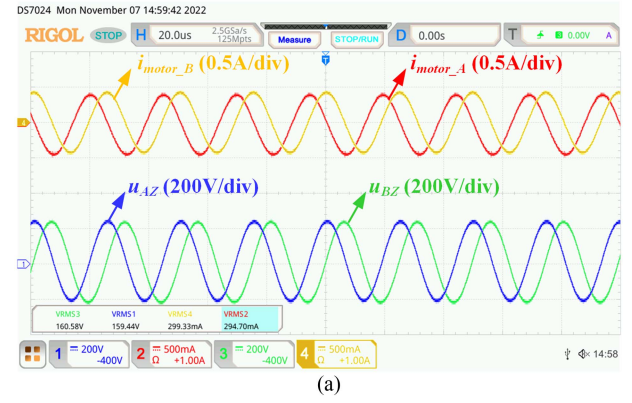 DS7024 Mon November 07 14:59:42 2022
RIGOL STOP H 20.0us 2.5GSa/s 125Mpts Measure STOP/RUN D 0.00s T 3 0.00V A
T
i_motor_B (0.5A/div) i_motor_A (0.5A/div)
4
u_AZ (200V/div) u_BZ (200V/div)
1
VRMS3 VRMS1 VRMS4 VRMS2
160.58V 159.44V 299.33mA 294.70mA
1 200V -400V 2 500mA Ω +1.00A 3 200V -400V 4 500mA Ω +1.00A 14:58
(a)